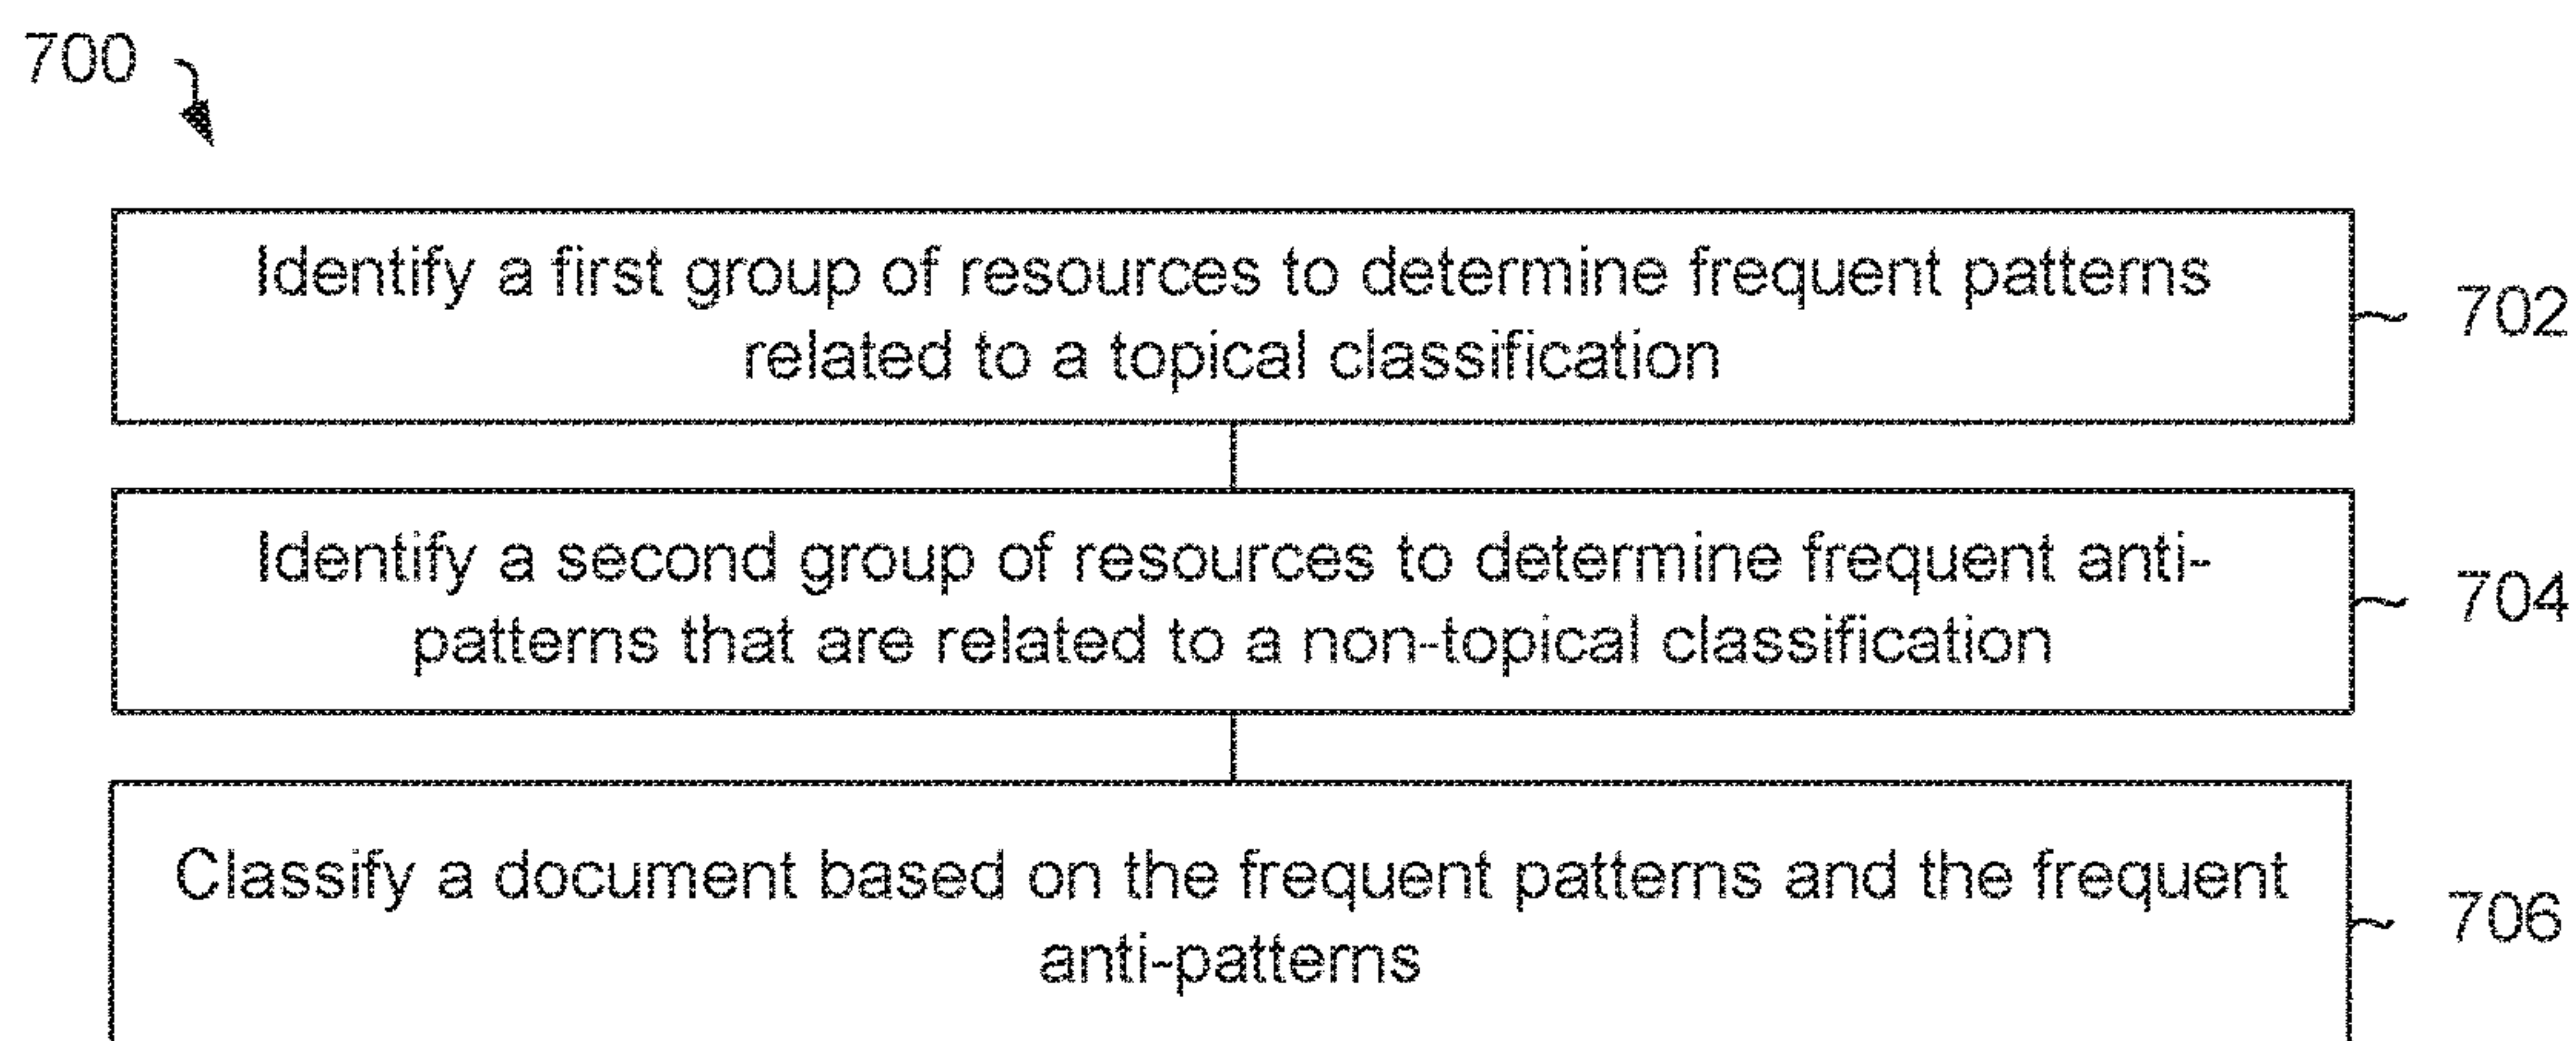 700
Identify a first group of resources to determine frequent patterns
related to a topical classification
702
Identify a second group of resources to determine frequent anti-
patterns that are related to a non-topical classification
704
Classify a document based on the frequent patterns and the frequent
anti-patterns
706